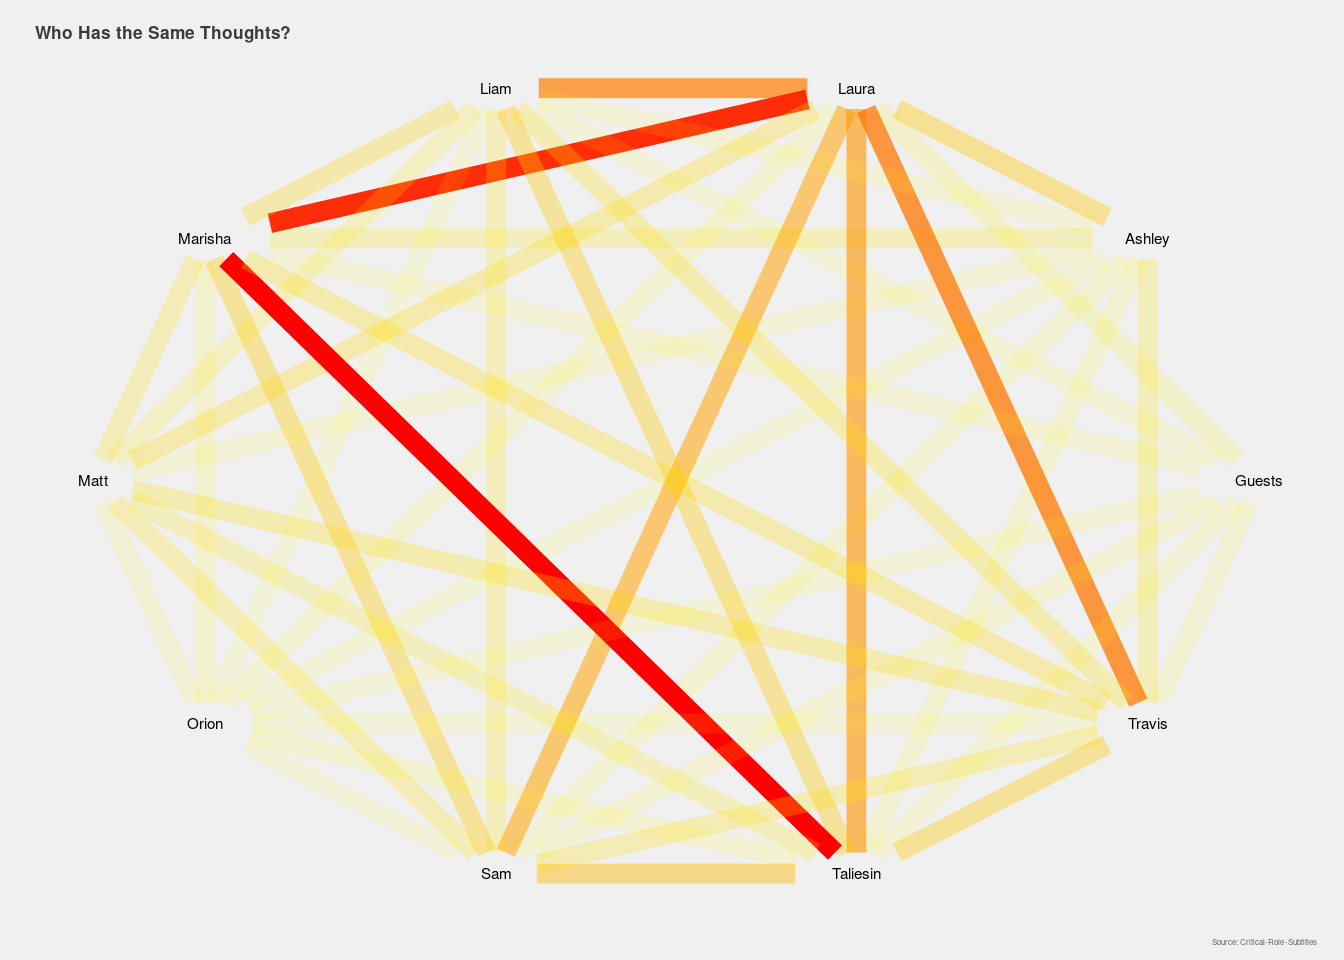 Who Has the Same Thoughts?
Liam
Laura
Marisha
Ashley
Matt
Guests
Orion
Travis
Sam
Taliesin
Source: Critical-Role-Subtitles